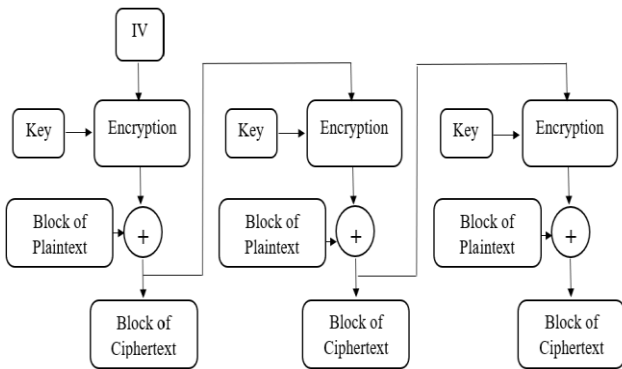 IV
Key
Encryption
Key
Encryption
Key
Encryption
Block of
Plaintext
+
Block of
Plaintext
+
Block of
Plaintext
+
Block of
Ciphertext
Block of
Ciphertext
Block of
Ciphertext